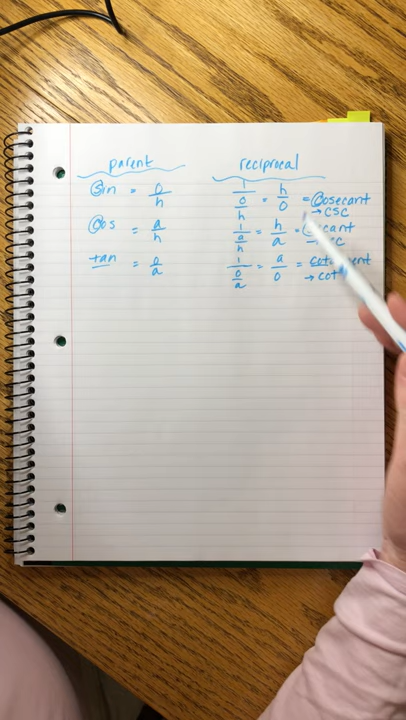 parent reciprocal
sin = o/h 1/(o/h) = h/o = cosecant
→ csc
cos = a/h 1/(a/h) = h/a =
tan = o/a 1/(o/a) = a/o =
→ cot